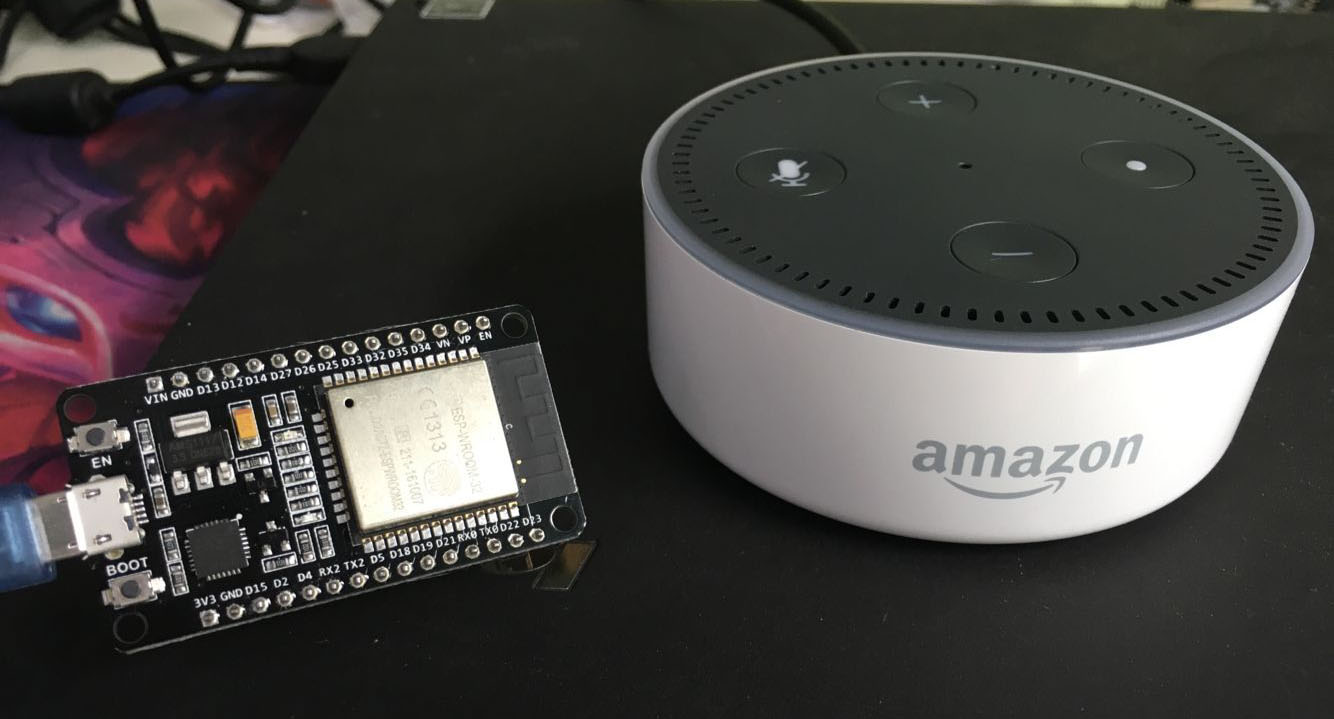 VIN GND D13 D12 D14 D27 D26 D25 D33 D32 D35 D34 VN VP EN
EN
ESP-WROOM-32
CE1313
211-161007
BOOT
3V3 GND D15 D2 D4 RX2 TX2 D5 D18 D19 D21 RX0 TX0 D22 D23
amazon